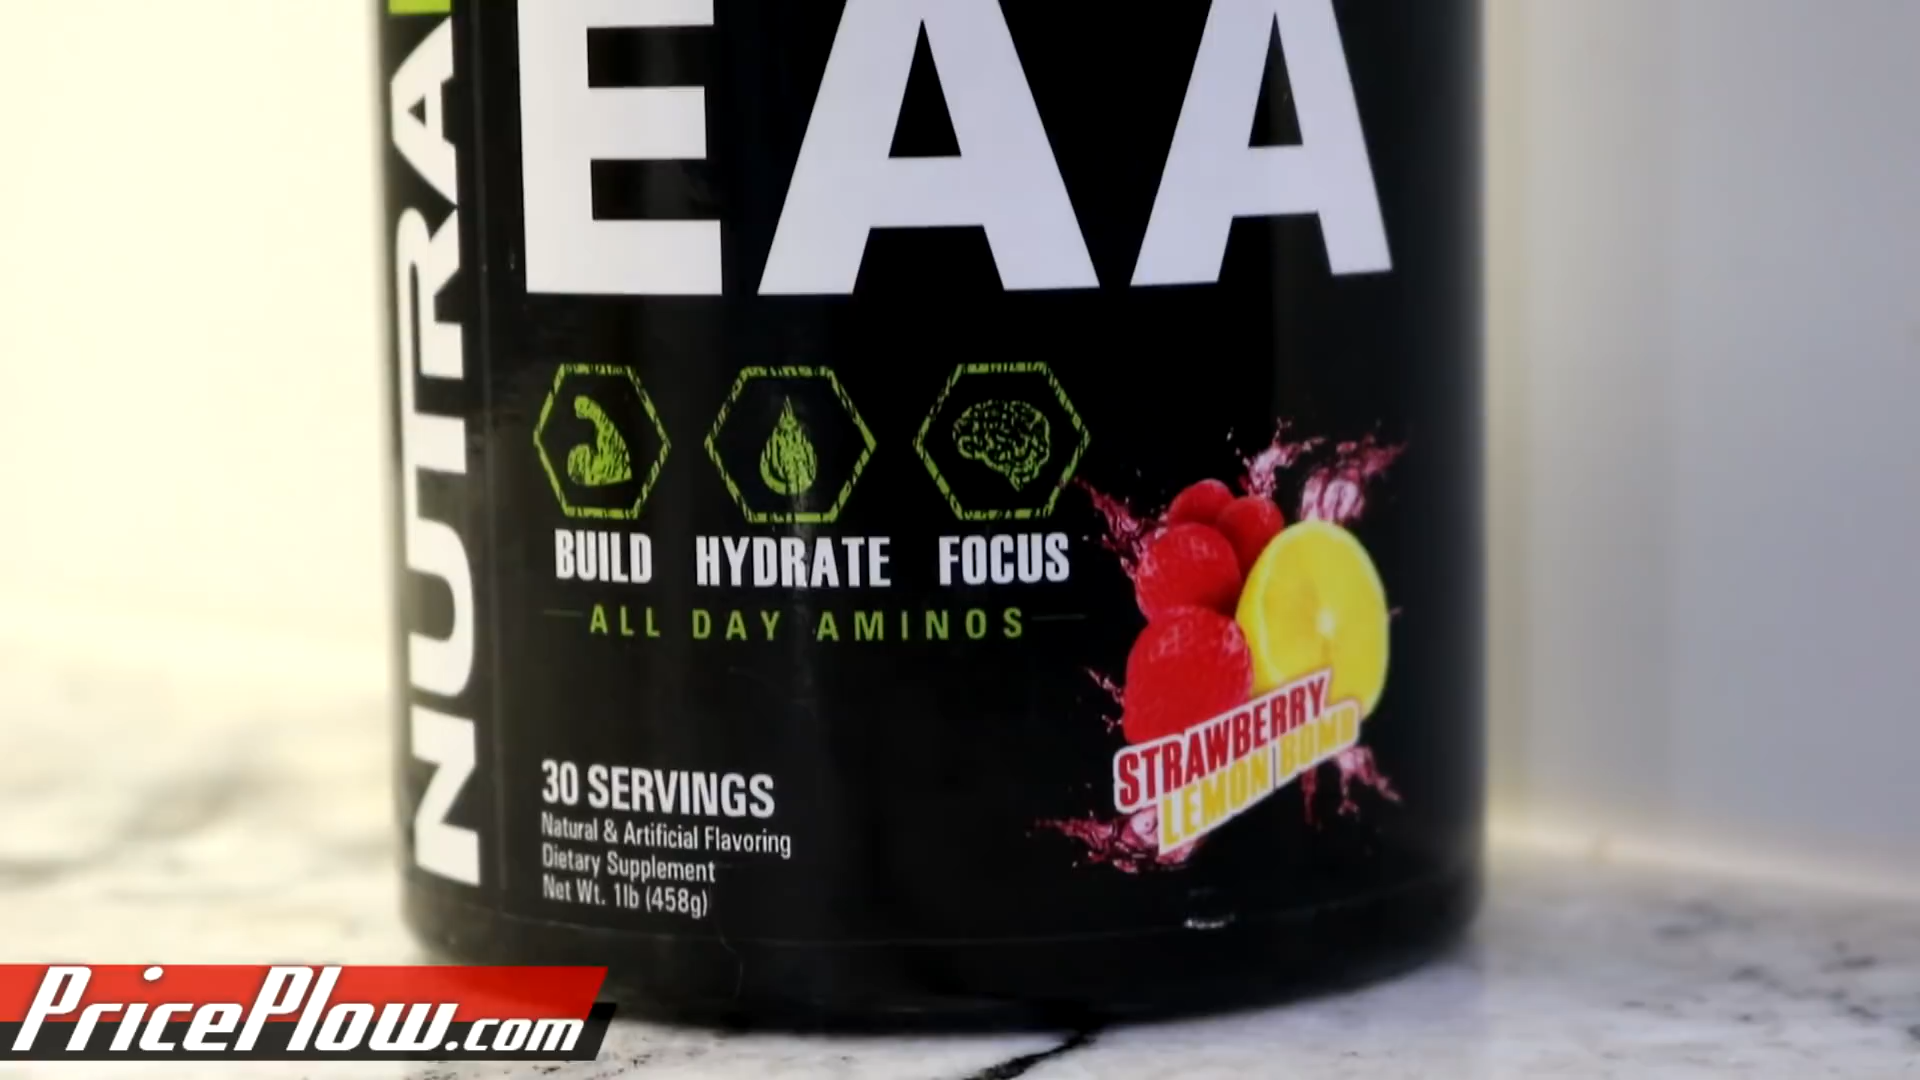 NUTRA
EAA
BUILD HYDRATE FOCUS
ALL DAY AMINOS
STRAWBERRY
LEMON BOMB
30 SERVINGS
Natural & Artificial Flavoring
Dietary Supplement
Net Wt. 1lb (458g)
PricePlow.com